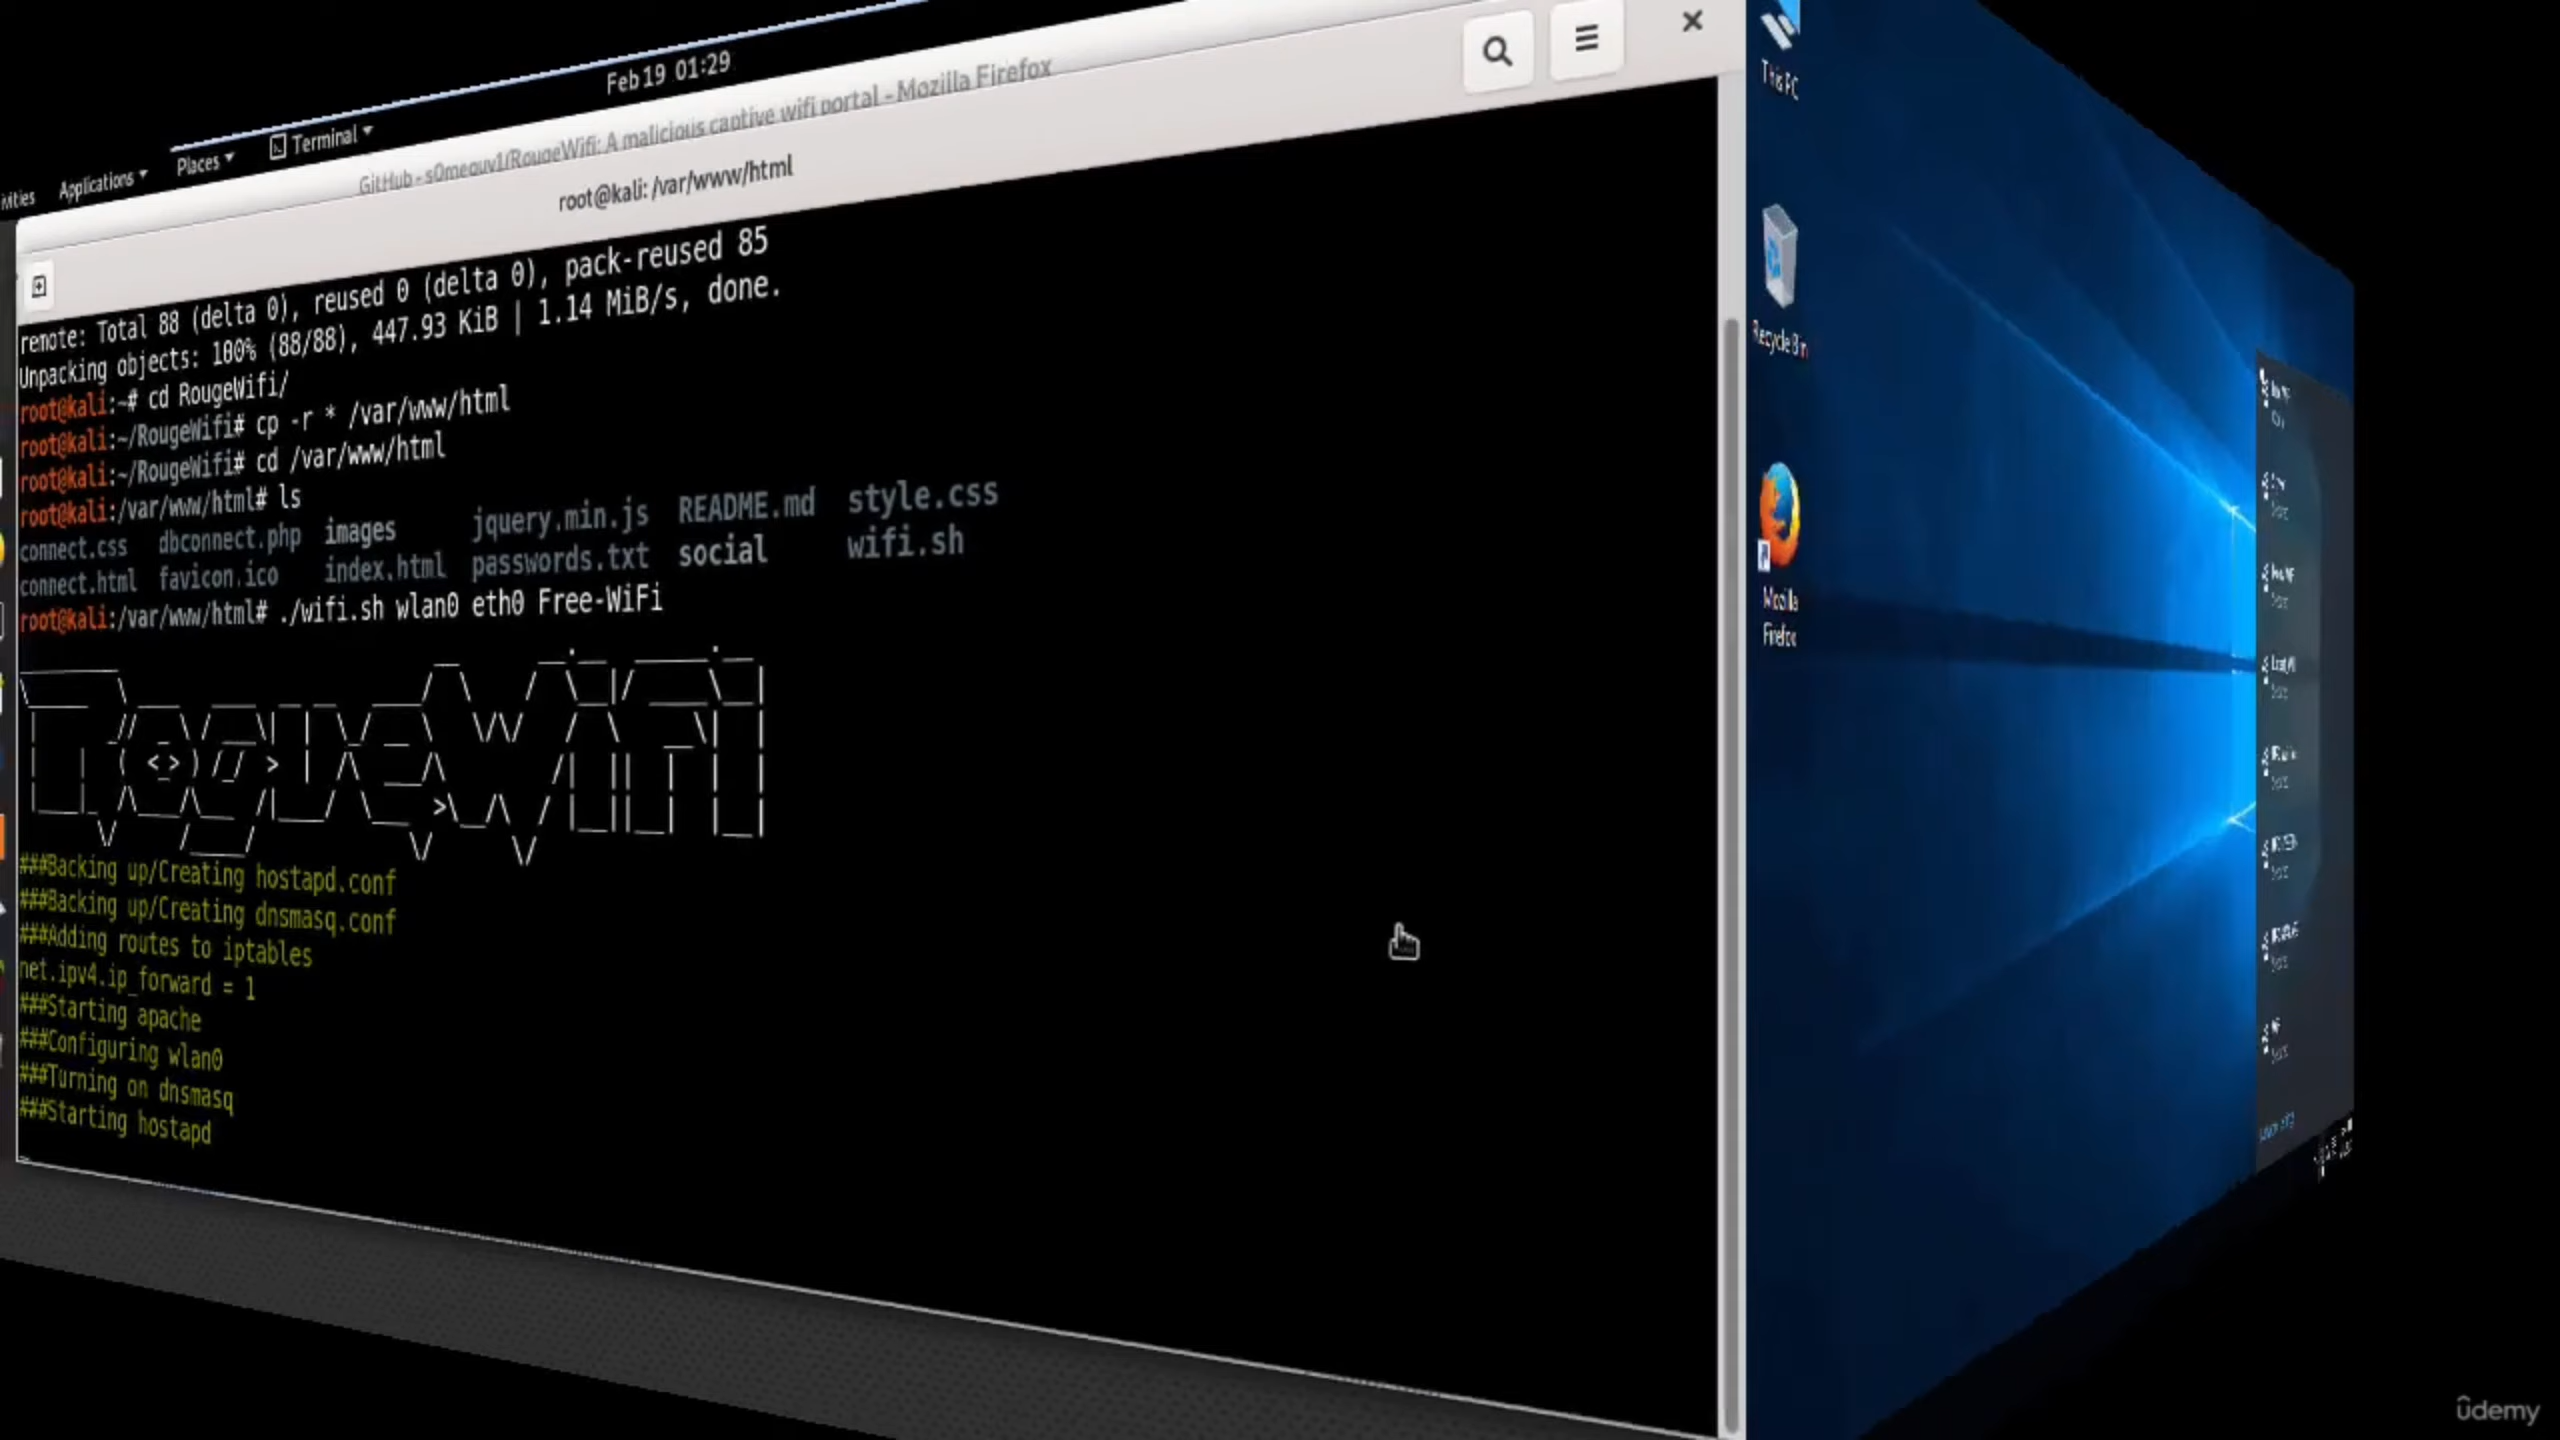 Feb 19 01:29
Applications
Places
Terminal
GitHub - s0meguy1/RougeWifi: A malicious captive wifi portal - Mozilla Firefox
root@kali: /var/www/html
remote: Total 88 (delta 0), reused 0 (delta 0), pack-reused 85
Unpacking objects: 100% (88/88), 447.93 KiB | 1.14 MiB/s, done.
root@kali:~# cd RougeWifi/
root@kali:~/RougeWifi# cp -r * /var/www/html
root@kali:~/RougeWifi# cd /var/www/html
root@kali:/var/www/html# ls
connect.css dbconnect.php images jquery.min.js README.md style.css
connect.html favicon.ico index.html passwords.txt social wifi.sh
root@kali:/var/www/html# ./wifi.sh wlan0 eth0 Free-WiFi
RogueWiFi
###Backing up/Creating hostapd.conf
###Backing up/Creating dnsmasq.conf
###Adding routes to iptables
net.ipv4.ip_forward = 1
###Starting apache
###Configuring wlan0
###Turning on dnsmasq
###Starting hostapd
This PC
Recycle Bin
Mozilla
Firefox
ûdemy